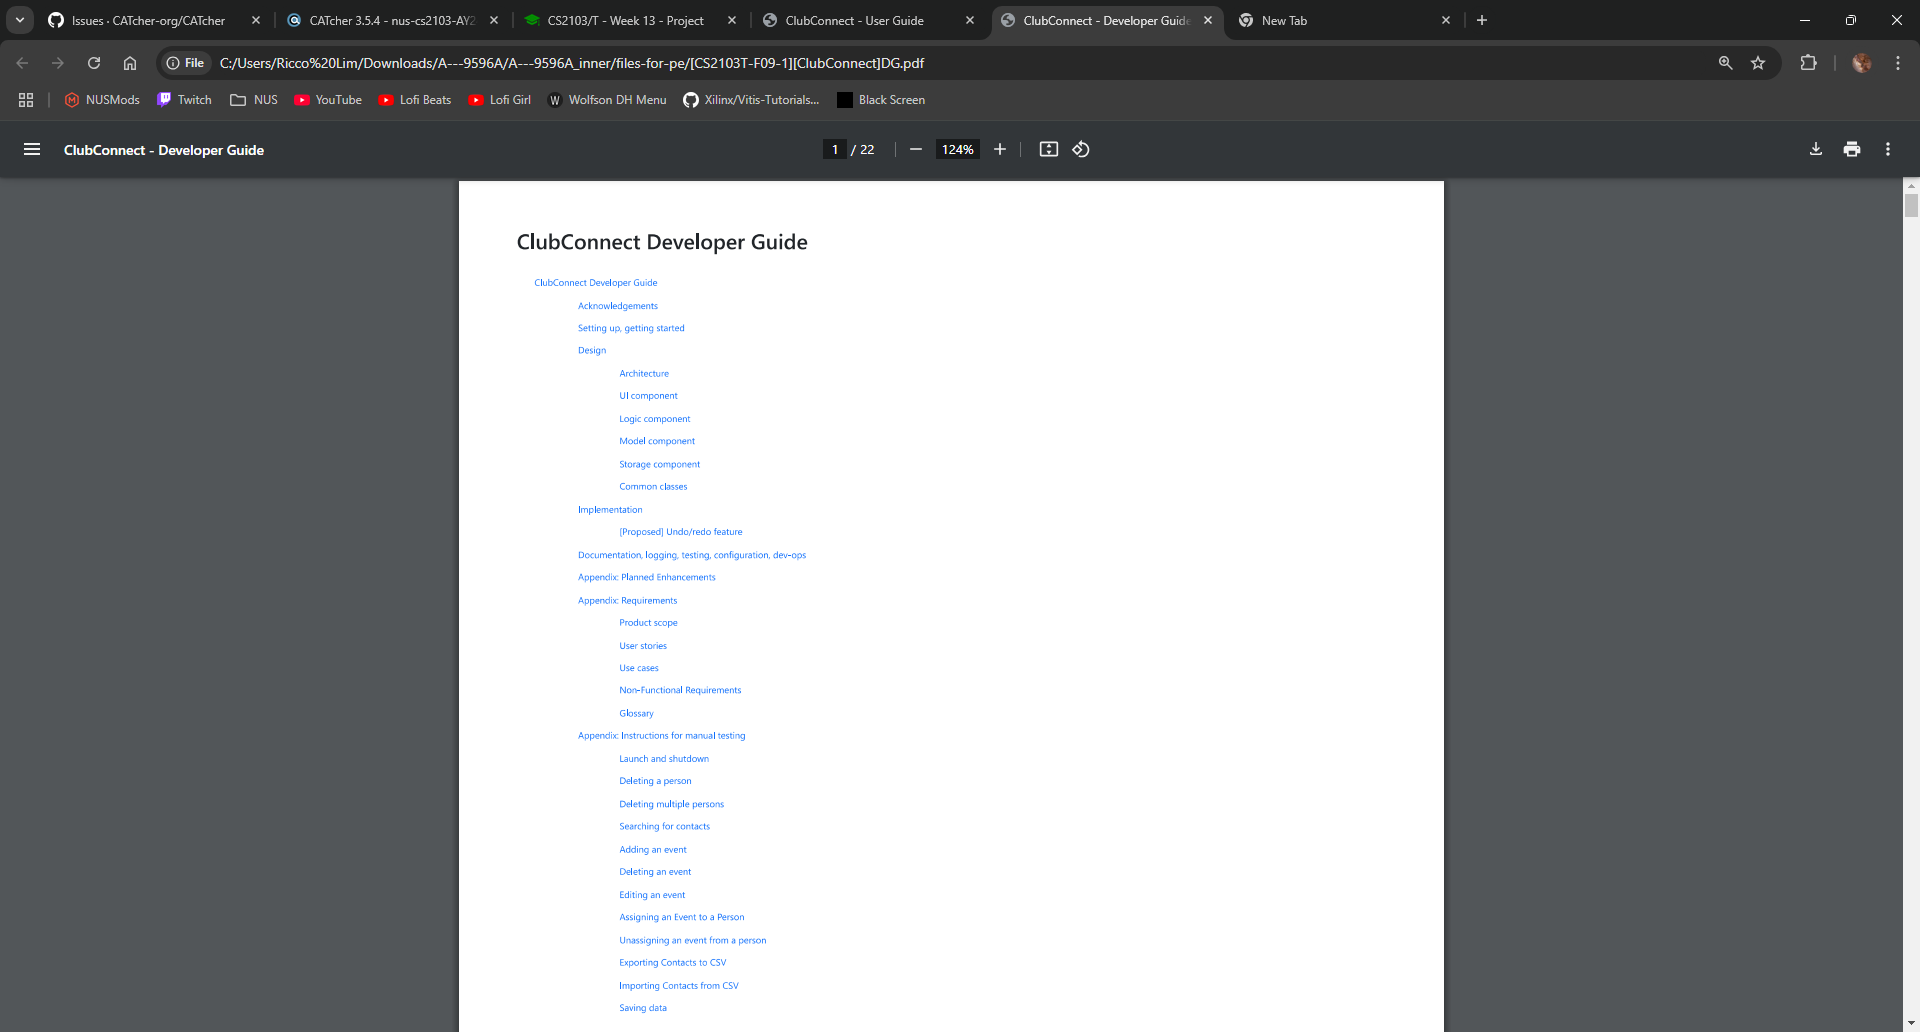 Issues · CATcher-org/CATcher
CATcher 3.5.4 - nus-cs2103-AY2
CS2103/T - Week 13 - Project
ClubConnect - User Guide
ClubConnect - Developer Guide
New Tab
File
C:/Users/Ricco%20Lim/Downloads/A---9596A/A---9596A_inner/files-for-pe/[CS2103T-F09-1][ClubConnect]DG.pdf
NUSMods
Twitch
NUS
YouTube
Lofi Beats
Lofi Girl
Wolfson DH Menu
Xilinx/Vitis-Tutorials...
Black Screen
ClubConnect - Developer Guide
1 / 22
124%
ClubConnect Developer Guide
ClubConnect Developer Guide
Acknowledgements
Setting up, getting started
Design
Architecture
UI component
Logic component
Model component
Storage component
Common classes
Implementation
[Proposed] Undo/redo feature
Documentation, logging, testing, configuration, dev-ops
Appendix: Planned Enhancements
Appendix: Requirements
Product scope
User stories
Use cases
Non-Functional Requirements
Glossary
Appendix: Instructions for manual testing
Launch and shutdown
Deleting a person
Deleting multiple persons
Searching for contacts
Adding an event
Deleting an event
Editing an event
Assigning an Event to a Person
Unassigning an event from a person
Exporting Contacts to CSV
Importing Contacts from CSV
Saving data